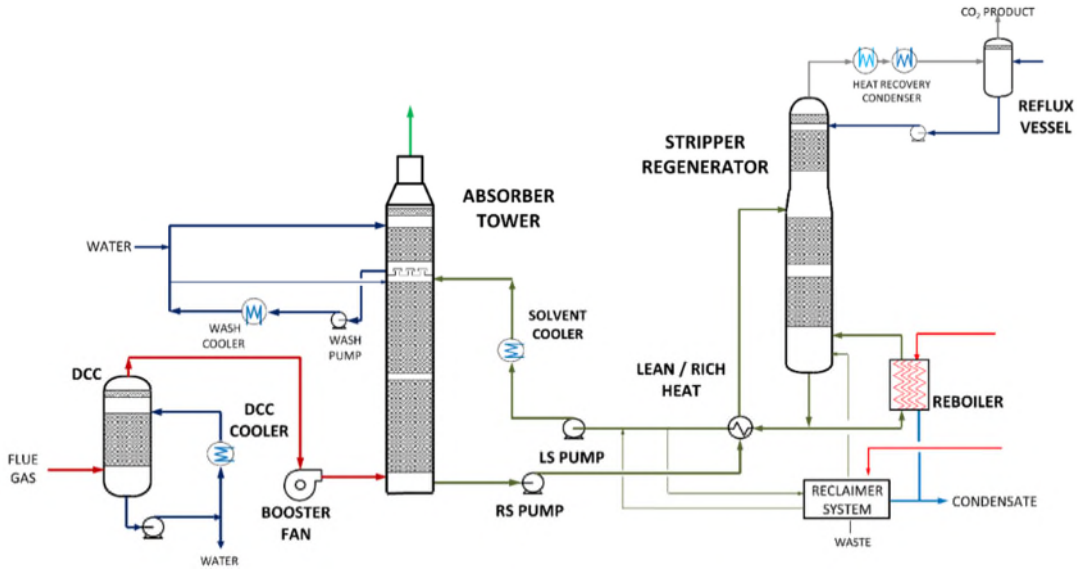 CO₂ PRODUCT
HEAT RECOVERY
CONDENSER
REFLUX
VESSEL
STRIPPER
REGENERATOR
ABSORBER
TOWER
WATER
SOLVENT
COOLER
WASH
COOLER
WASH
PUMP
LEAN / RICH
HEAT
DCC
DCC
COOLER
REBOILER
FLUE
GAS
LS PUMP
BOOSTER
FAN
RS PUMP
RECLAIMER
SYSTEM
CONDENSATE
WASTE
WATER